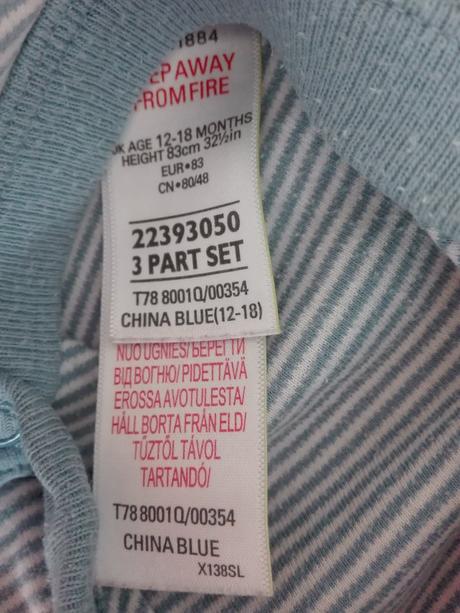 1884
EP AWAY
FROM FIRE
UK AGE 12-18 MONTHS
HEIGHT 83cm 32½in
EUR•83
CN•80/48
22393050
3 PART SET
T78 8001Q/00354
CHINA BLUE(12-18)
NUO UGNIES/БЕРЕГТИ
ВІД ВОГНЮ/PIDETTÄVÄ
EROSSA AVOTULESTA/
HÅLL BORTA FRÅN ELD/
TŰZTŐL TÁVOL
TARTANDÓ/
T78 8001Q/00354
CHINA BLUE
X138SL